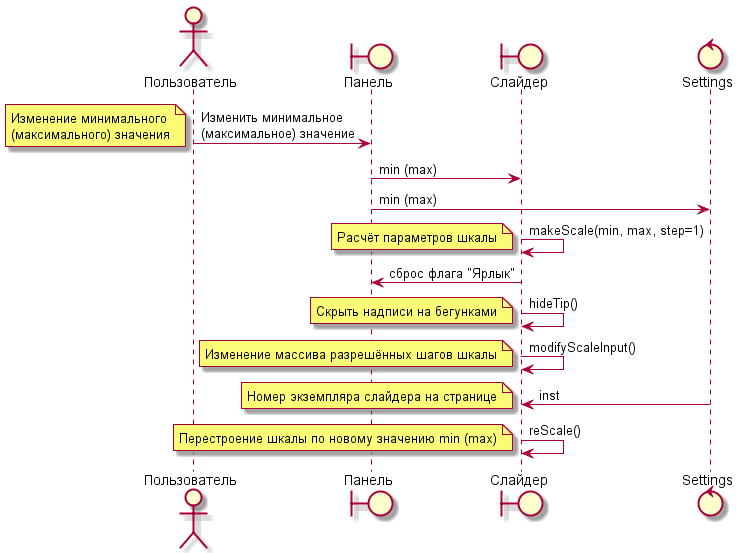 Пользователь
Панель
Слайдер
Settings
Изменение минимального
(максимального) значения
Изменить минимальное
(максимальное) значение
min (max)
min (max)
Расчёт параметров шкалы
makeScale(min, max, step=1)
сброс флага "Ярлык"
Скрыть надписи на бегунками
hideTip()
Изменение массива разрешённых шагов шкалы
modifyScaleInput()
Номер экземпляра слайдера на странице
inst
Перестроение шкалы по новому значению min (max)
reScale()
Пользователь
Панель
Слайдер
Settings